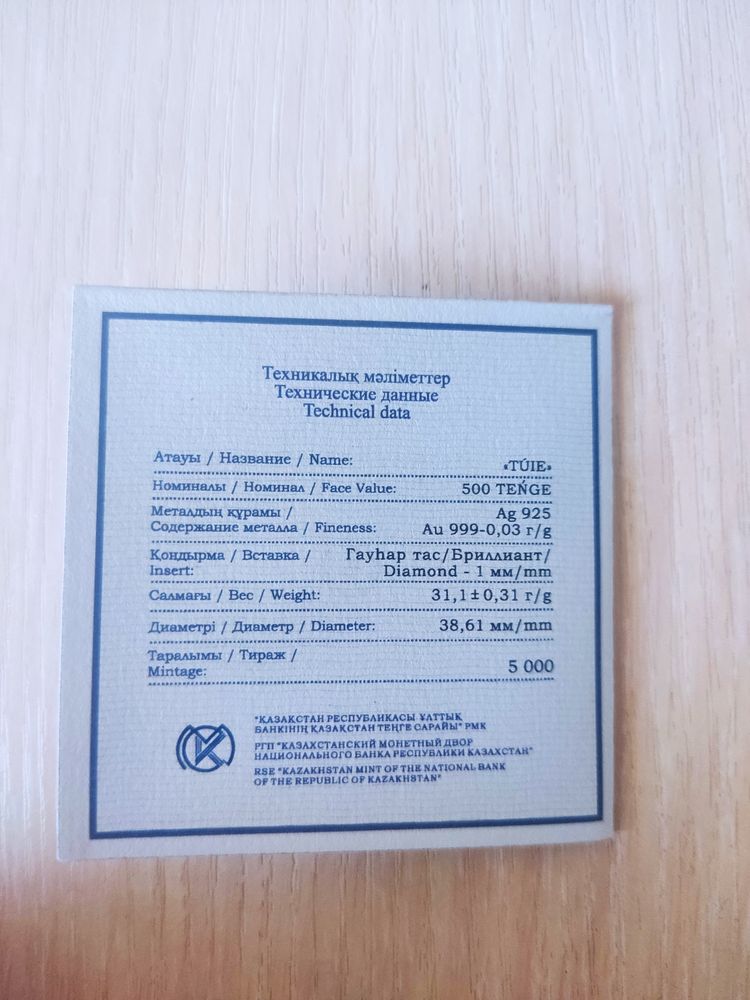 Техникалық мәліметтер
Технические данные
Technical data
Атауы / Название / Name: «TÚIE»
Номиналы / Номинал / Face Value: 500 TEŃGE
Металдың құрамы / Ag 925
Содержание металла / Fineness: Au 999-0,03 г/g
Қондырма / Вставка / Гауһар тас/Бриллиант/
Insert: Diamond - 1 мм/mm
Салмағы / Вес / Weight: 31,1±0,31 г/g
Диаметрі / Диаметр / Diameter: 38,61 мм/mm
Таралымы / Тираж /
Mintage: 5 000
"ҚАЗАҚСТАН РЕСПУБЛИКАСЫ ҰЛТТЫҚ
БАНКІНІҢ ҚАЗАҚСТАН ТЕҢГЕ САРАЙЫ" РМК
РГП "КАЗАХСТАНСКИЙ МОНЕТНЫЙ ДВОР
НАЦИОНАЛЬНОГО БАНКА РЕСПУБЛИКИ КАЗАХСТАН"
RSE "KAZAKHSTAN MINT OF THE NATIONAL BANK
OF THE REPUBLIC OF KAZAKHSTAN"